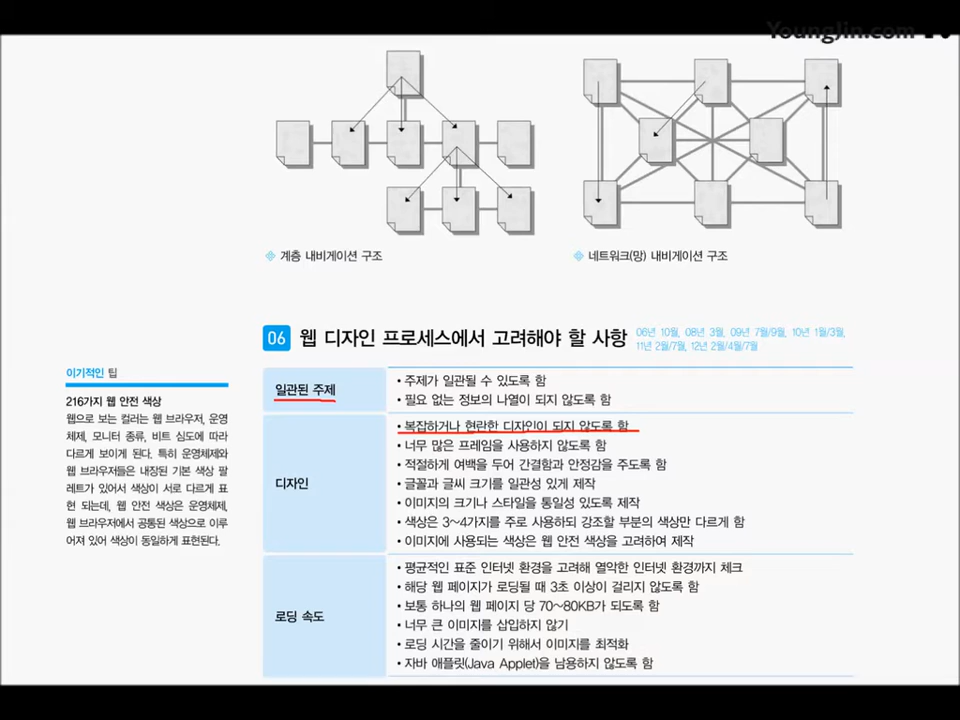 YoungJin.com
계층 내비게이션 구조
네트워크(망) 내비게이션 구조
06 웹 디자인 프로세스에서 고려해야 할 사항
06년 10월, 08년 3월, 09년 7월/9월, 10년 1월/3월,
11년 2월/7월, 12년 2월/4월/7월
이기적인 팁
216가지 웹 안전 색상
웹으로 보는 컬러는 웹 브라우저, 운영
체제, 모니터 종류, 비트 심도에 따라
다르게 보이게 된다. 특히 운영체제와
웹 브라우저들은 내장된 기본 색상 팔
레트가 있어서 색상이 서로 다르게 표
현 되는데, 웹 안전 색상은 운영체제,
웹 브라우저에서 공통된 색상으로 이루
어져 있어 색상이 동일하게 표현된다.
일관된 주제
• 주제가 일관될 수 있도록 함
• 필요 없는 정보의 나열이 되지 않도록 함
디자인
• 복잡하거나 현란한 디자인이 되지 않도록 함
• 너무 많은 프레임을 사용하지 않도록 함
• 적절하게 여백을 두어 간결함과 안정감을 주도록 함
• 글꼴과 글씨 크기를 일관성 있게 제작
• 이미지의 크기나 스타일을 통일성 있도록 제작
• 색상은 3~4가지를 주로 사용하되 강조할 부분의 색상만 다르게 함
• 이미지에 사용되는 색상은 웹 안전 색상을 고려하여 제작
로딩 속도
• 평균적인 표준 인터넷 환경을 고려해 열악한 인터넷 환경까지 체크
• 해당 웹 페이지가 로딩될 때 3초 이상이 걸리지 않도록 함
• 보통 하나의 웹 페이지 당 70~80KB가 되도록 함
• 너무 큰 이미지를 삽입하지 않기
• 로딩 시간을 줄이기 위해서 이미지를 최적화
• 자바 애플릿(Java Applet)을 남용하지 않도록 함